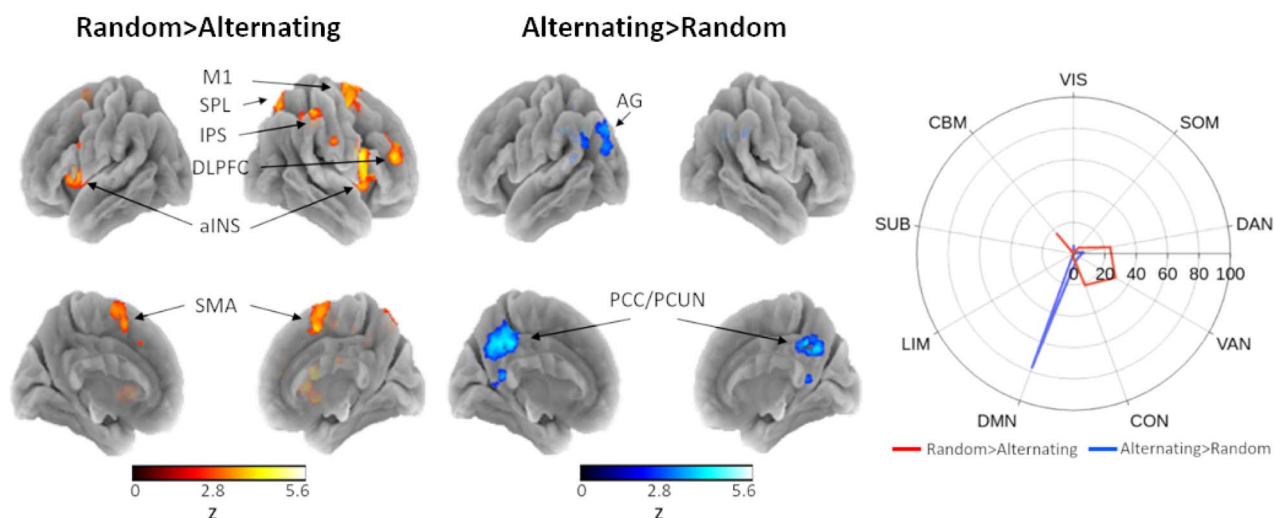 Random>Alternating
Alternating>Random
M1
SPL
IPS
DLPFC
aINS
AG
SMA
PCC/PCUN
0 2.8 5.6
z
0 2.8 5.6
z
VIS
CBM
SOM
SUB
DAN
0 20 40 60 80 100
LIM
VAN
DMN
CON
Random>Alternating
Alternating>Random